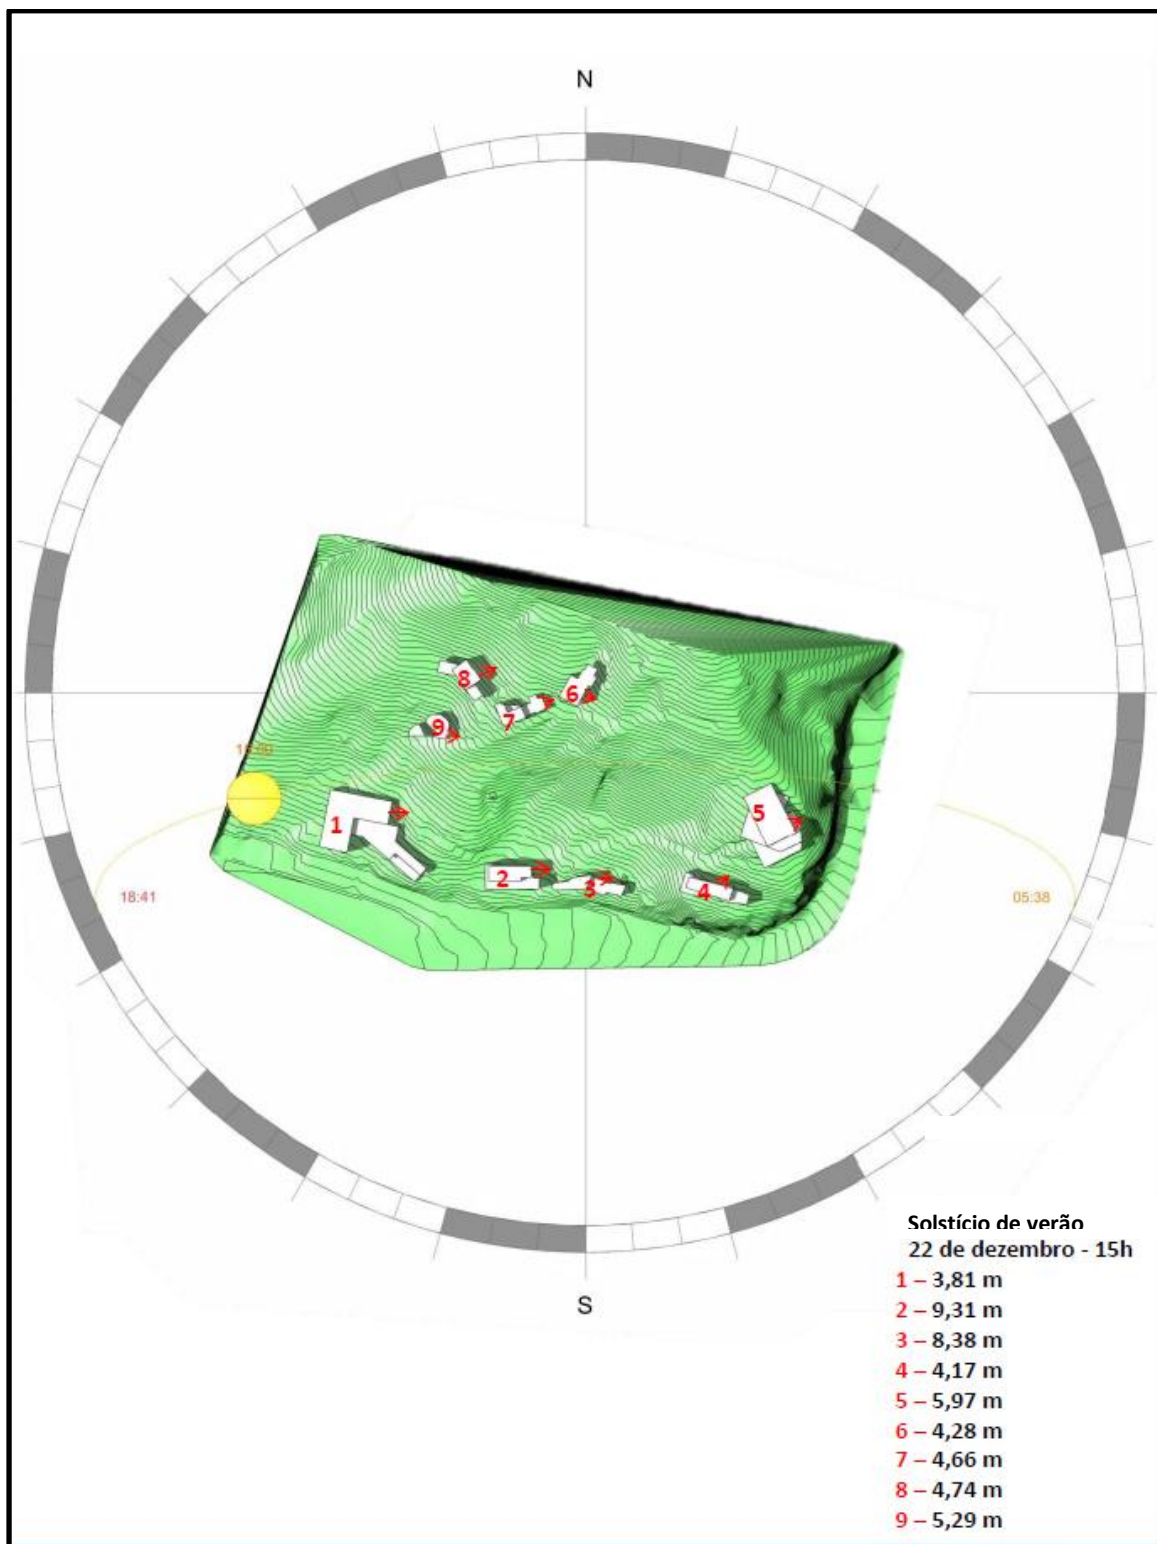 N
8
6
7
9
1
5
2
3
4
18:41
05:38
S
Solstício de verão
22 de dezembro - 15h
1 – 3,81 m
2 – 9,31 m
3 – 8,38 m
4 – 4,17 m
5 – 5,97 m
6 – 4,28 m
7 – 4,66 m
8 – 4,74 m
9 – 5,29 m